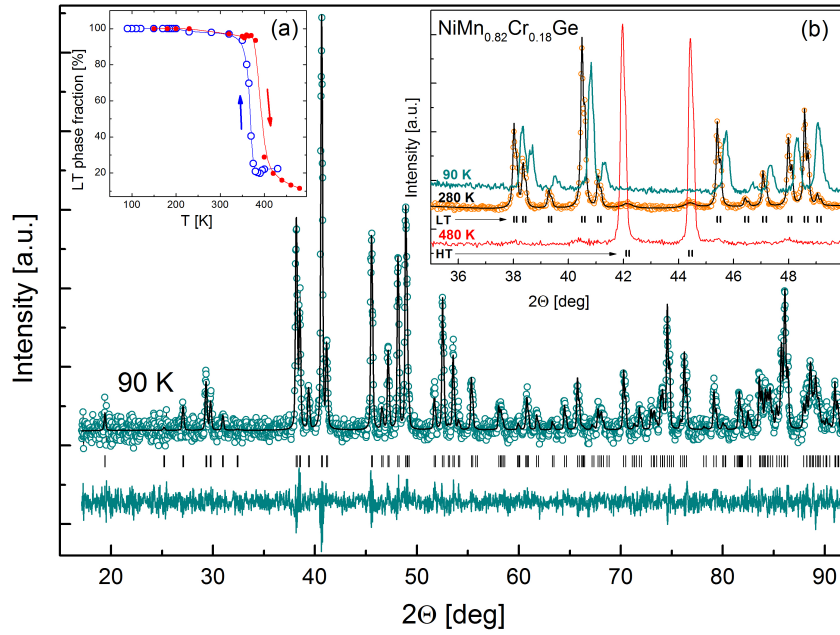 (a)
LT phase fraction [%]
100
80
60
40
20
100
200
300
400
T [K]
(b)
NiMn0.82Cr0.18Ge
Intensity [a.u.]
90 K
280 K
LT
480 K
HT
35
36
38
40
42
44
46
48
2Θ [deg]
Intensity [a.u.]
90 K
20
30
40
50
60
70
80
90
2Θ [deg]